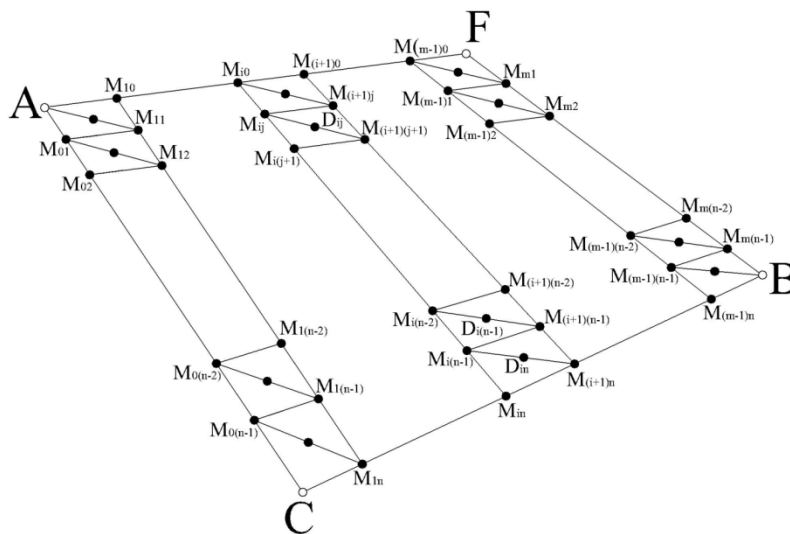 F
M(m-1)0
Mi0
M(i+1)0
Mm1
A
M10
M(i+1)j
M(m-1)1
Mm2
M11
Mij
Dij
M(i+1)(j+1)
M(m-1)2
M01
M12
Mi(j+1)
M02
Mm(n-2)
M(m-1)(n-2)
Mm(n-1)
M(m-1)(n-1)
B
M(i+1)(n-2)
M(m-1)n
Mi(n-2)
M(i+1)(n-1)
Di(n-1)
M1(n-2)
Mi(n-1)
Din
M(i+1)n
M0(n-2)
M1(n-1)
Min
M0(n-1)
M1n
C